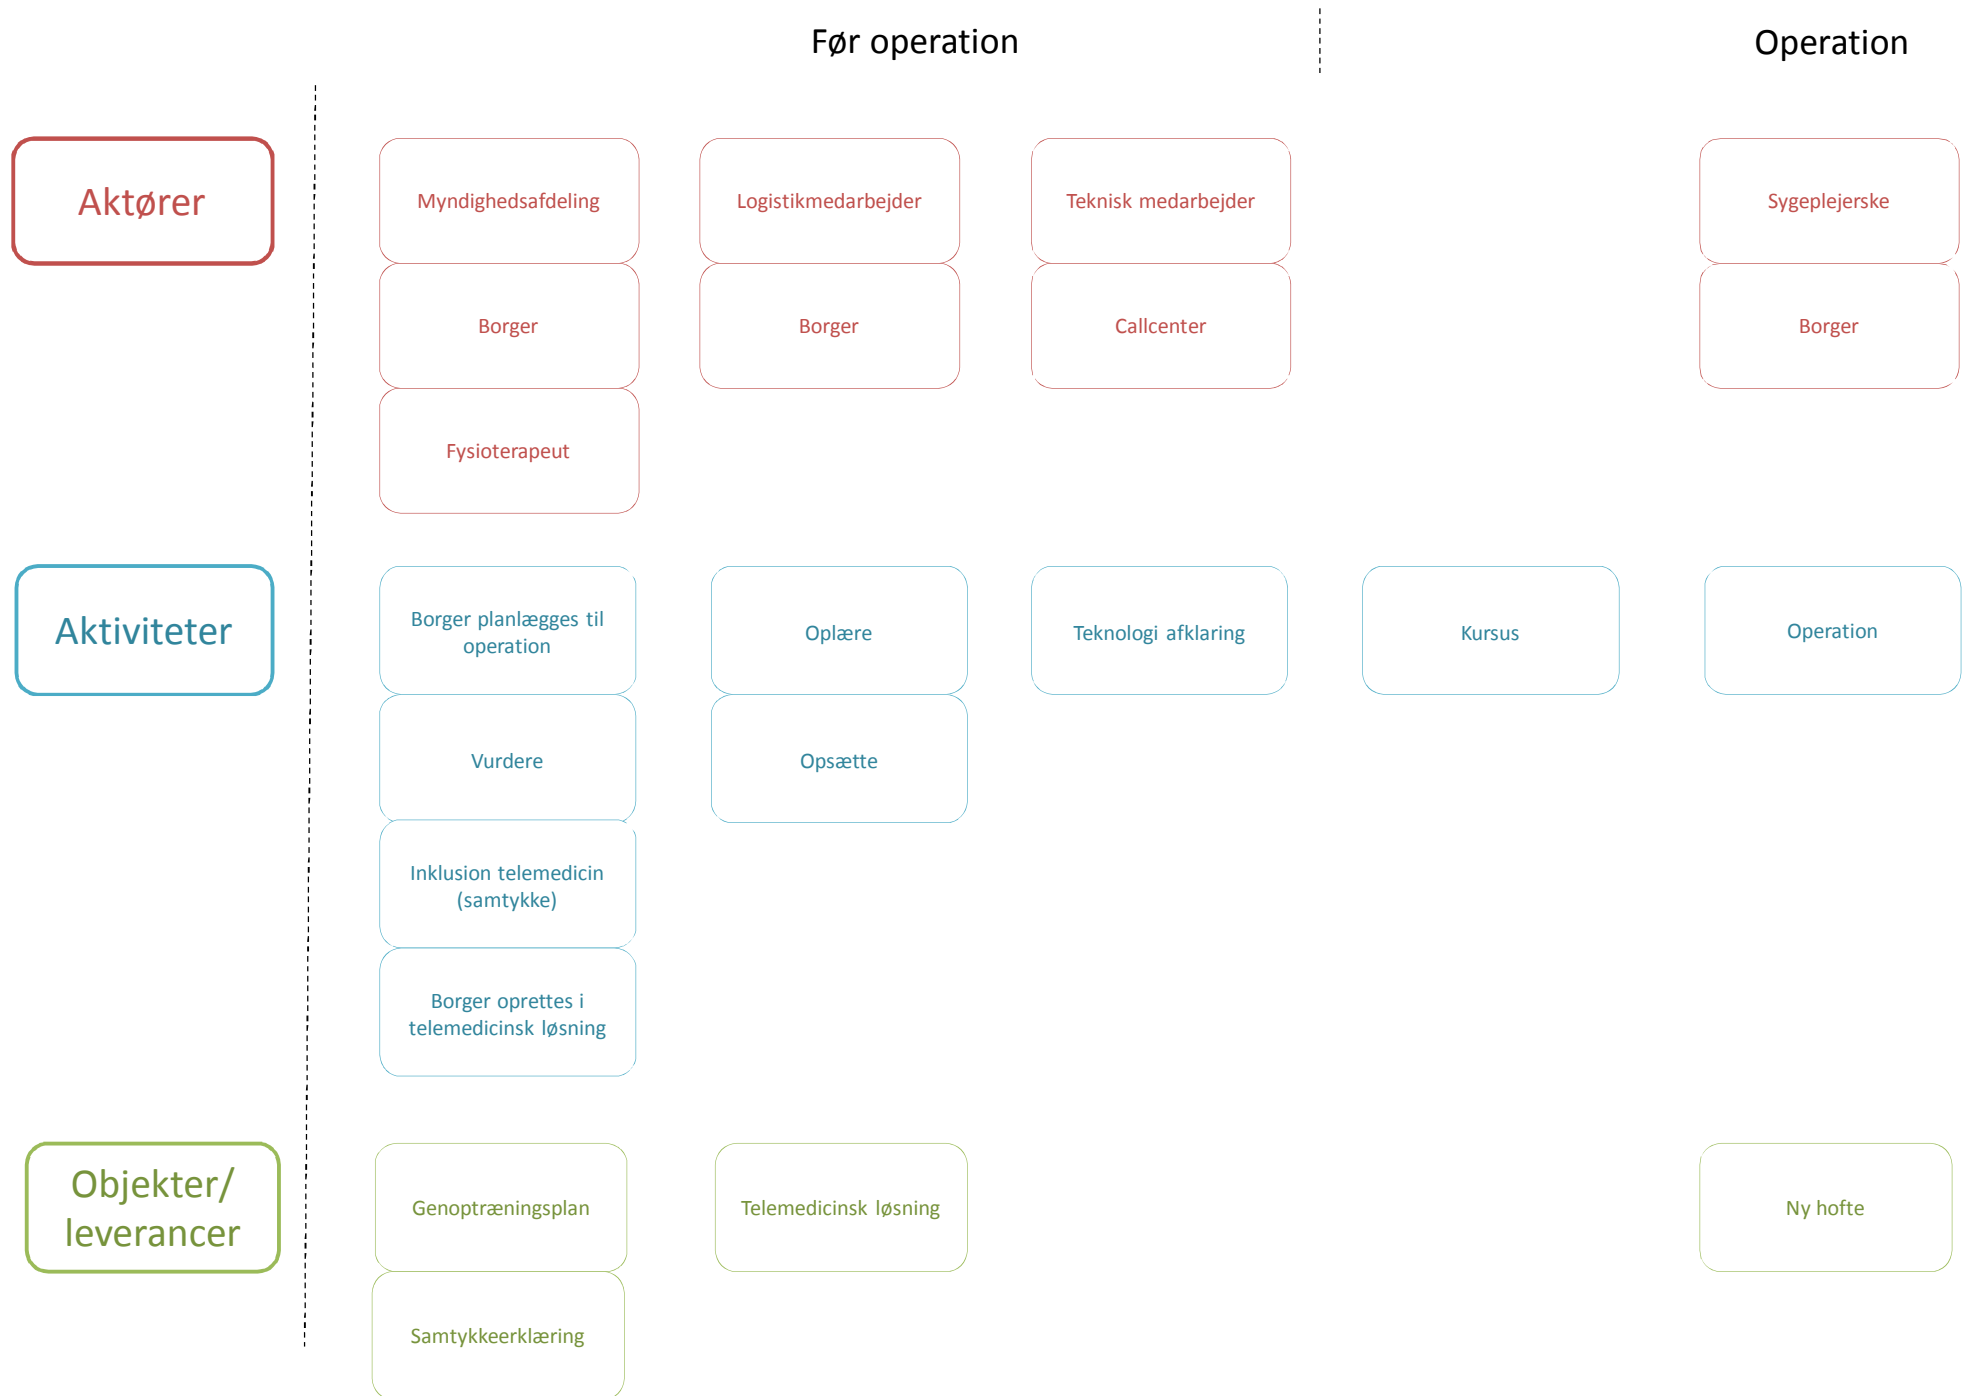 Før operation
Operation
Aktører
Myndighedsafdeling
Logistikmedarbejder
Teknisk medarbejder
Sygeplejerske
Borger
Borger
Callcenter
Borger
Fysioterapeut
Aktiviteter
Borger planlægges til
operation
Oplære
Teknologi afklaring
Kursus
Operation
Vurdere
Opsætte
Inklusion telemedicin
(samtykke)
Borger oprettes i
telemedicinsk løsning
Objekter/
leverancer
Genoptræningsplan
Telemedicinsk løsning
Ny hofte
Samtykkeerklæring